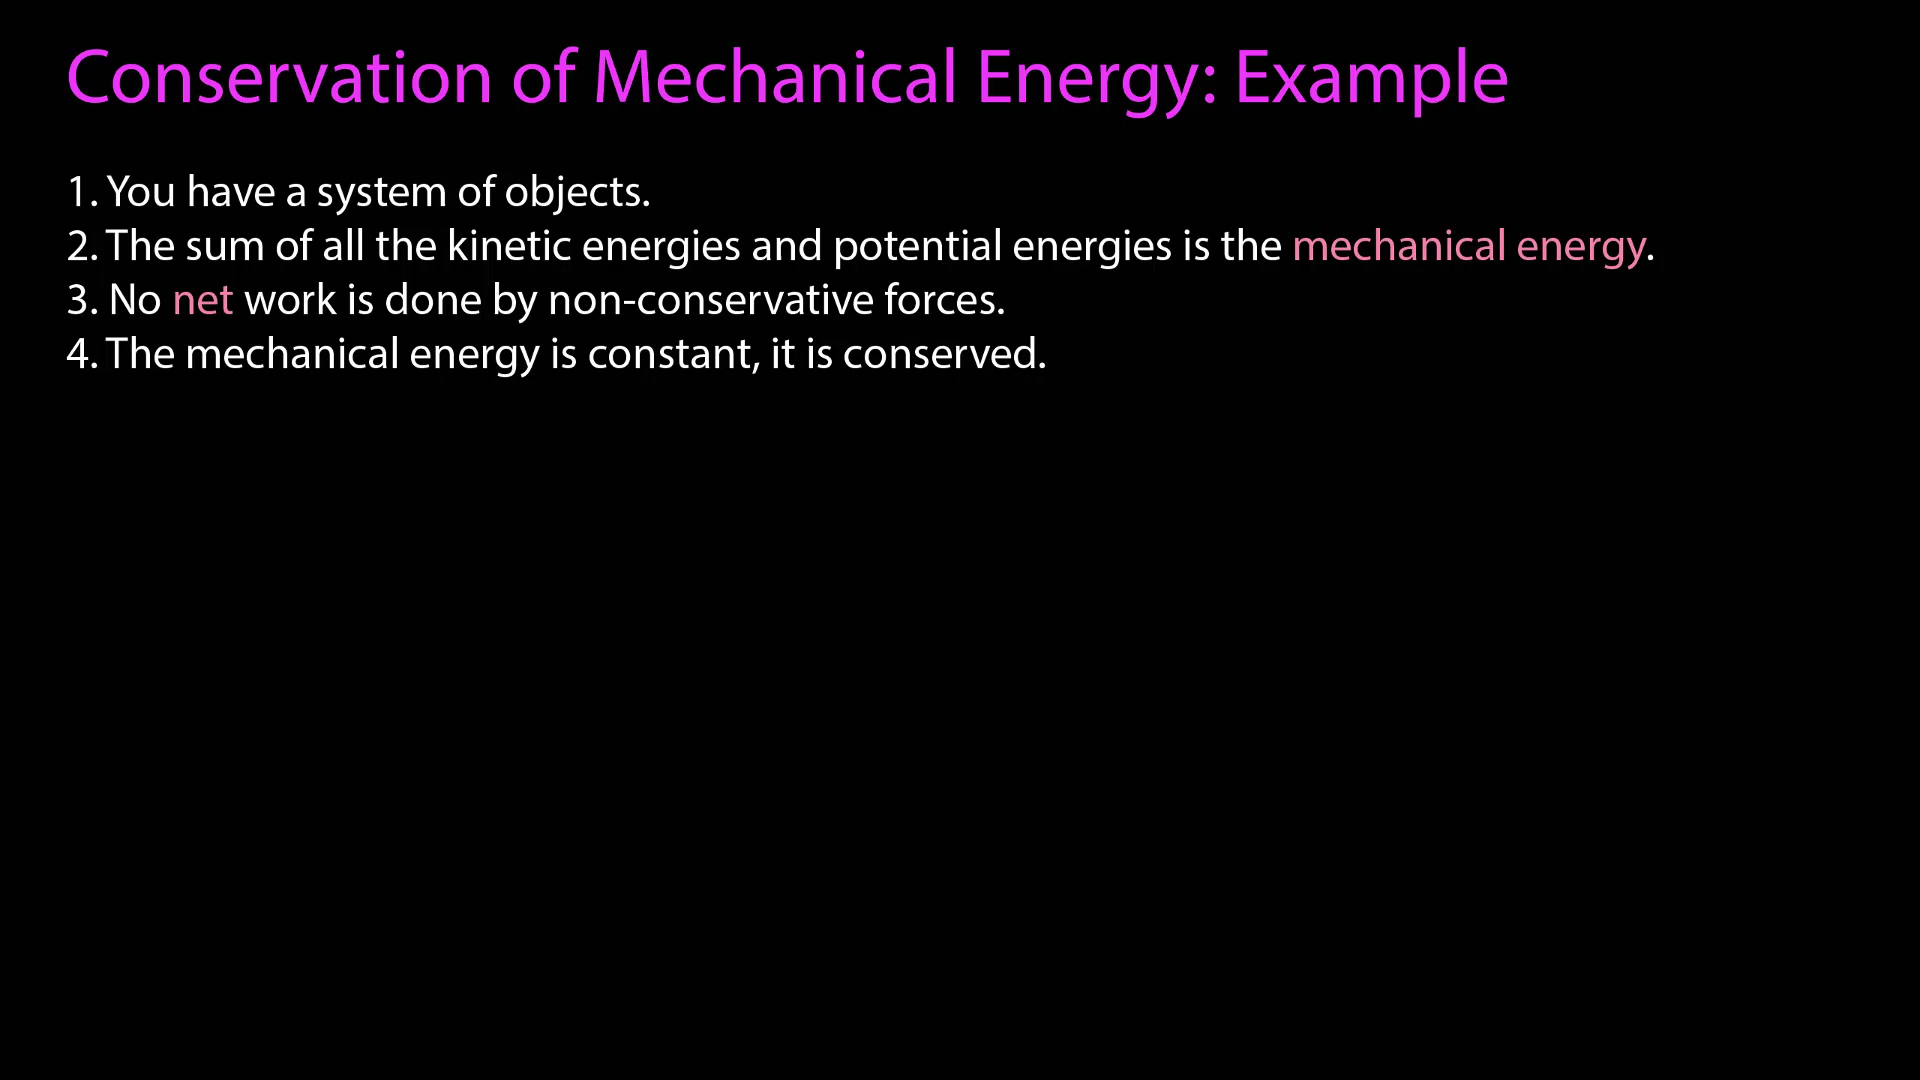 Conservation of Mechanical Energy: Example
1. You have a system of objects.
2. The sum of all the kinetic energies and potential energies is the mechanical energy.
3. No net work is done by non-conservative forces.
4. The mechanical energy is constant, it is conserved.